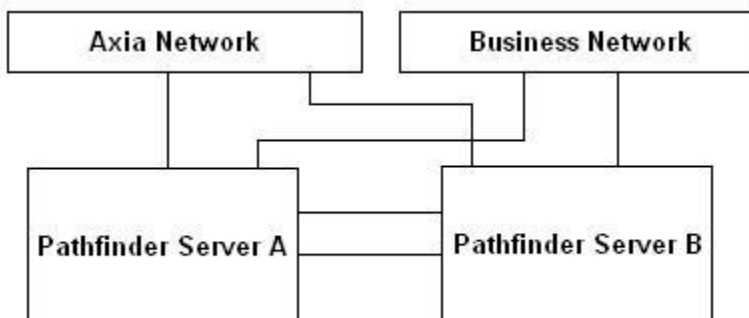 Axia Network
Business Network
Pathfinder Server A
Pathfinder Server B